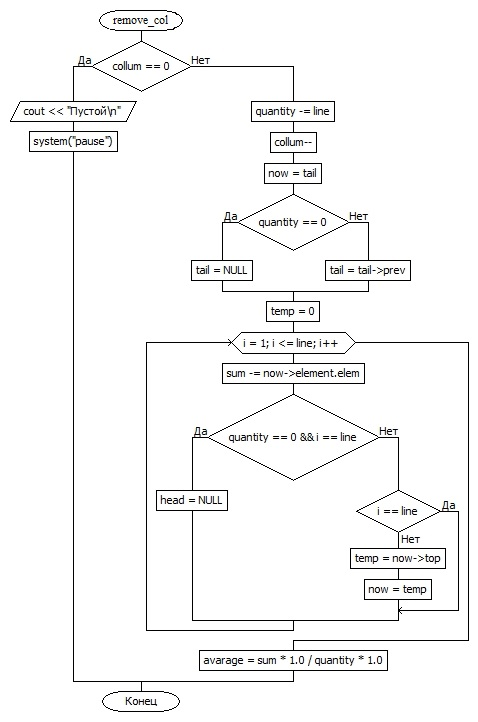 remove_col
Да
collum == 0
Нет
cout << "Пустой\n"
system("pause")
quantity -= line
collum--
now = tail
Да
quantity == 0
Нет
tail = NULL
tail = tail->prev
temp = 0
i = 1; i <= line; i++
sum -= now->element.elem
Да
quantity == 0 && i == line
Нет
head = NULL
i == line
Да
Нет
temp = now->top
now = temp
avarage = sum * 1.0 / quantity * 1.0
Конец